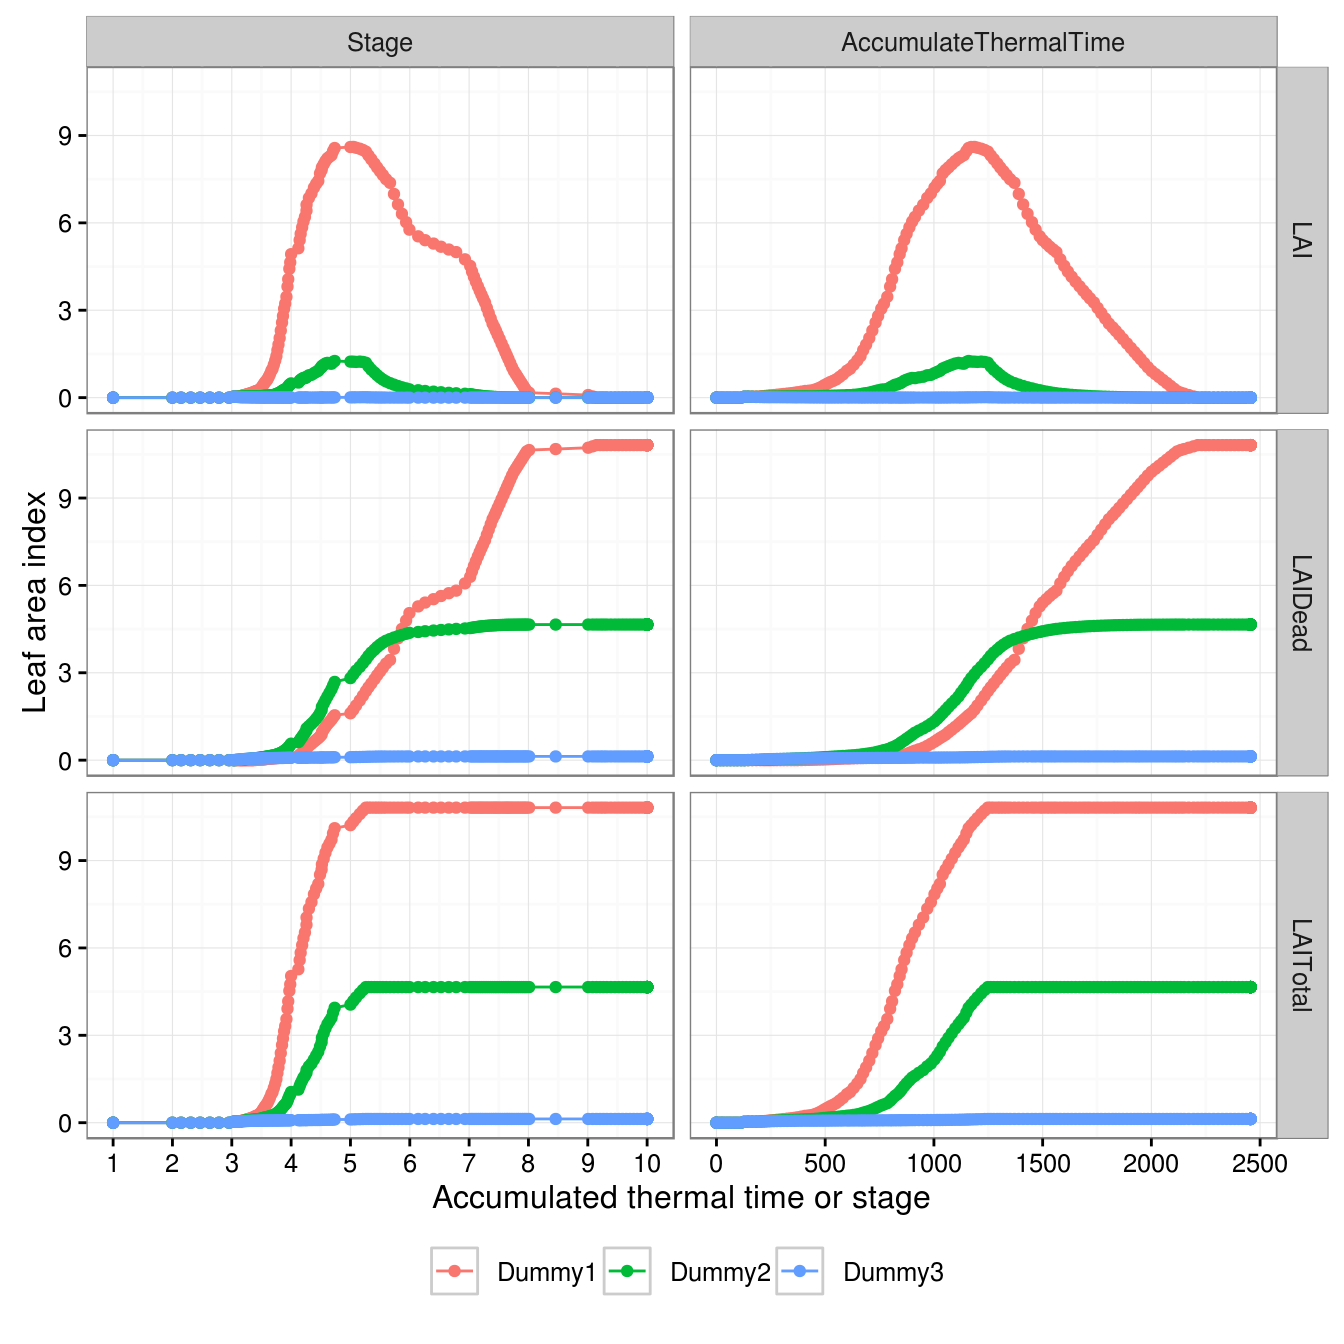 Stage
AccumulateThermalTime
9
6
3
0
LAI
Leaf area index
9
6
3
0
LAIDead
9
6
3
0
LAITotal
1 2 3 4 5 6 7 8 9 10
0 500 1000 1500 2000 2500
Accumulated thermal time or stage
Dummy1 Dummy2 Dummy3